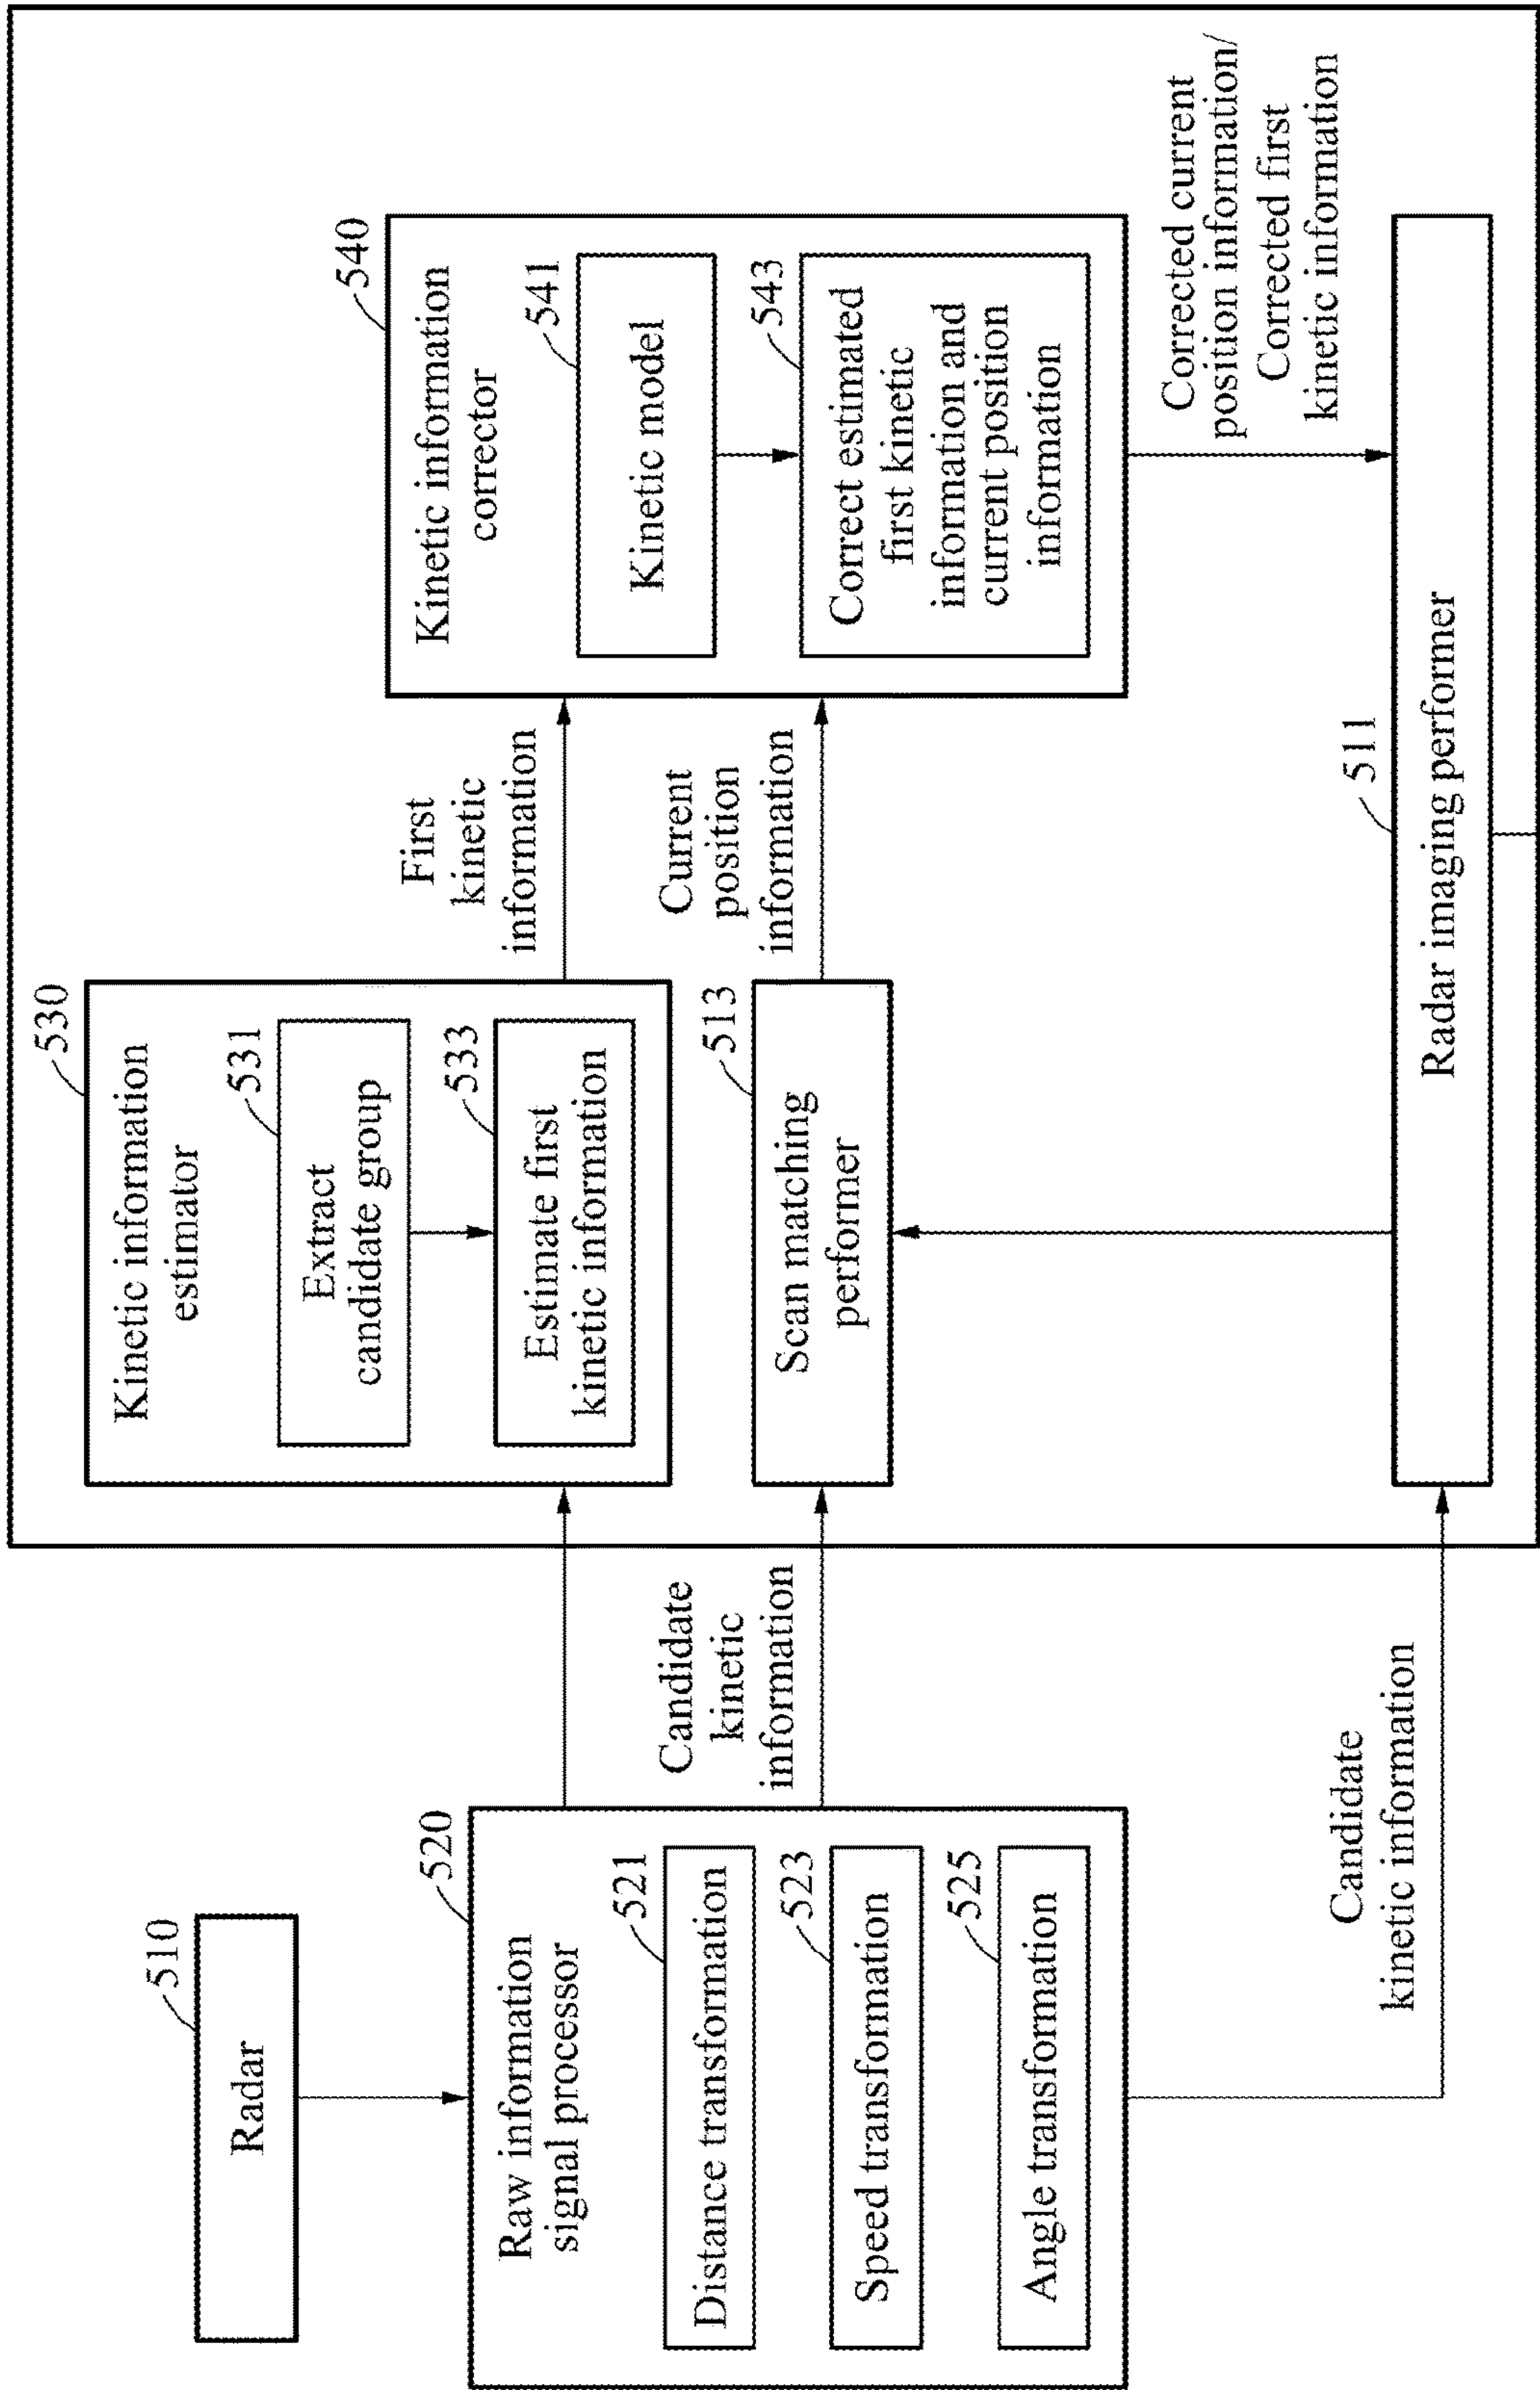 510
Radar
520
Raw information
signal processor
521
Distance transformation
523
Speed transformation
525
Angle transformation
Candidate
kinetic
information
Candidate
kinetic information
530
Kinetic information
estimator
531
Extract
candidate group
533
Estimate first
kinetic information
513
Scan matching
performer
First
kinetic
information
Current
position
information
540
Kinetic information
corrector
541
Kinetic model
543
Correct estimated
first kinetic
information and
current position
information
Corrected current
position information/
Corrected first
kinetic information
511
Radar imaging performer